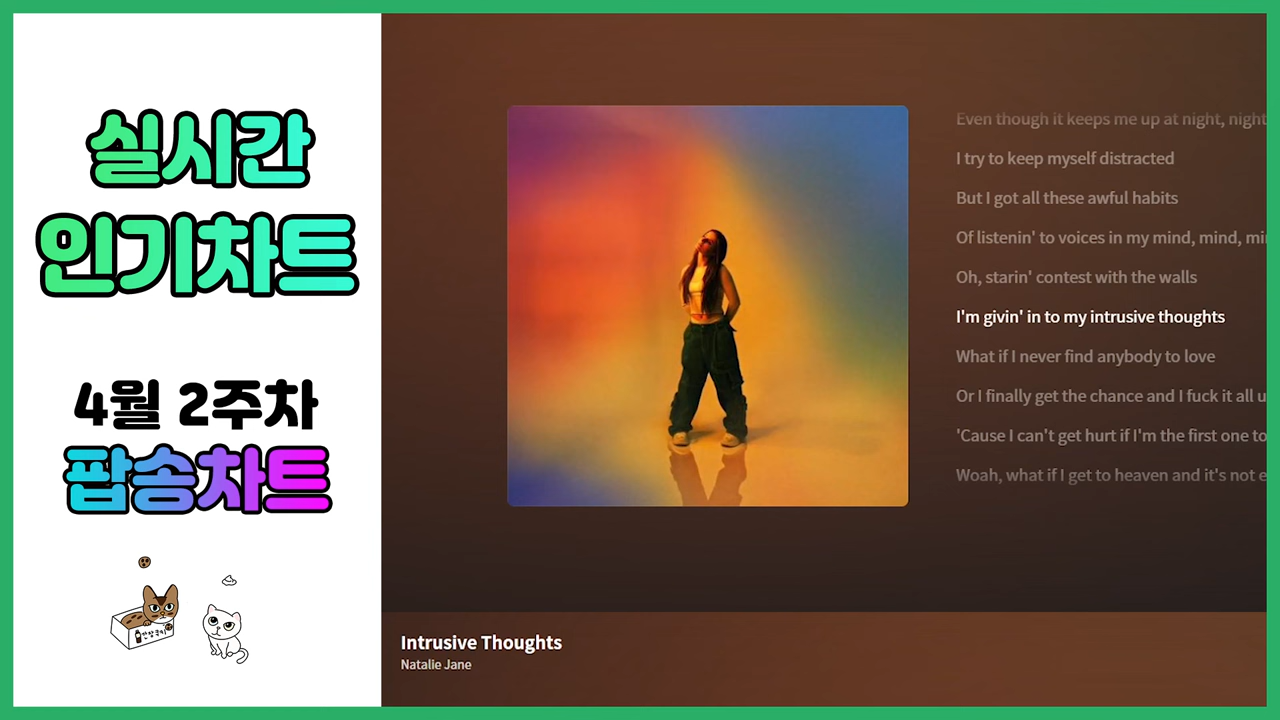 실시간
인기차트
4월 2주차
팝송차트
Even though it keeps me up at night, night
I try to keep myself distracted
But I got all these awful habits
Of listenin' to voices in my mind, mind,
Oh, starin' contest with the walls
I'm givin' in to my intrusive thoughts
What if I never find anybody to love
Or I finally get the chance and I fuck it all
'Cause I can't get hurt if I'm the first one to
Woah, what if I get to heaven and it's not
Intrusive Thoughts
Natalie Jane